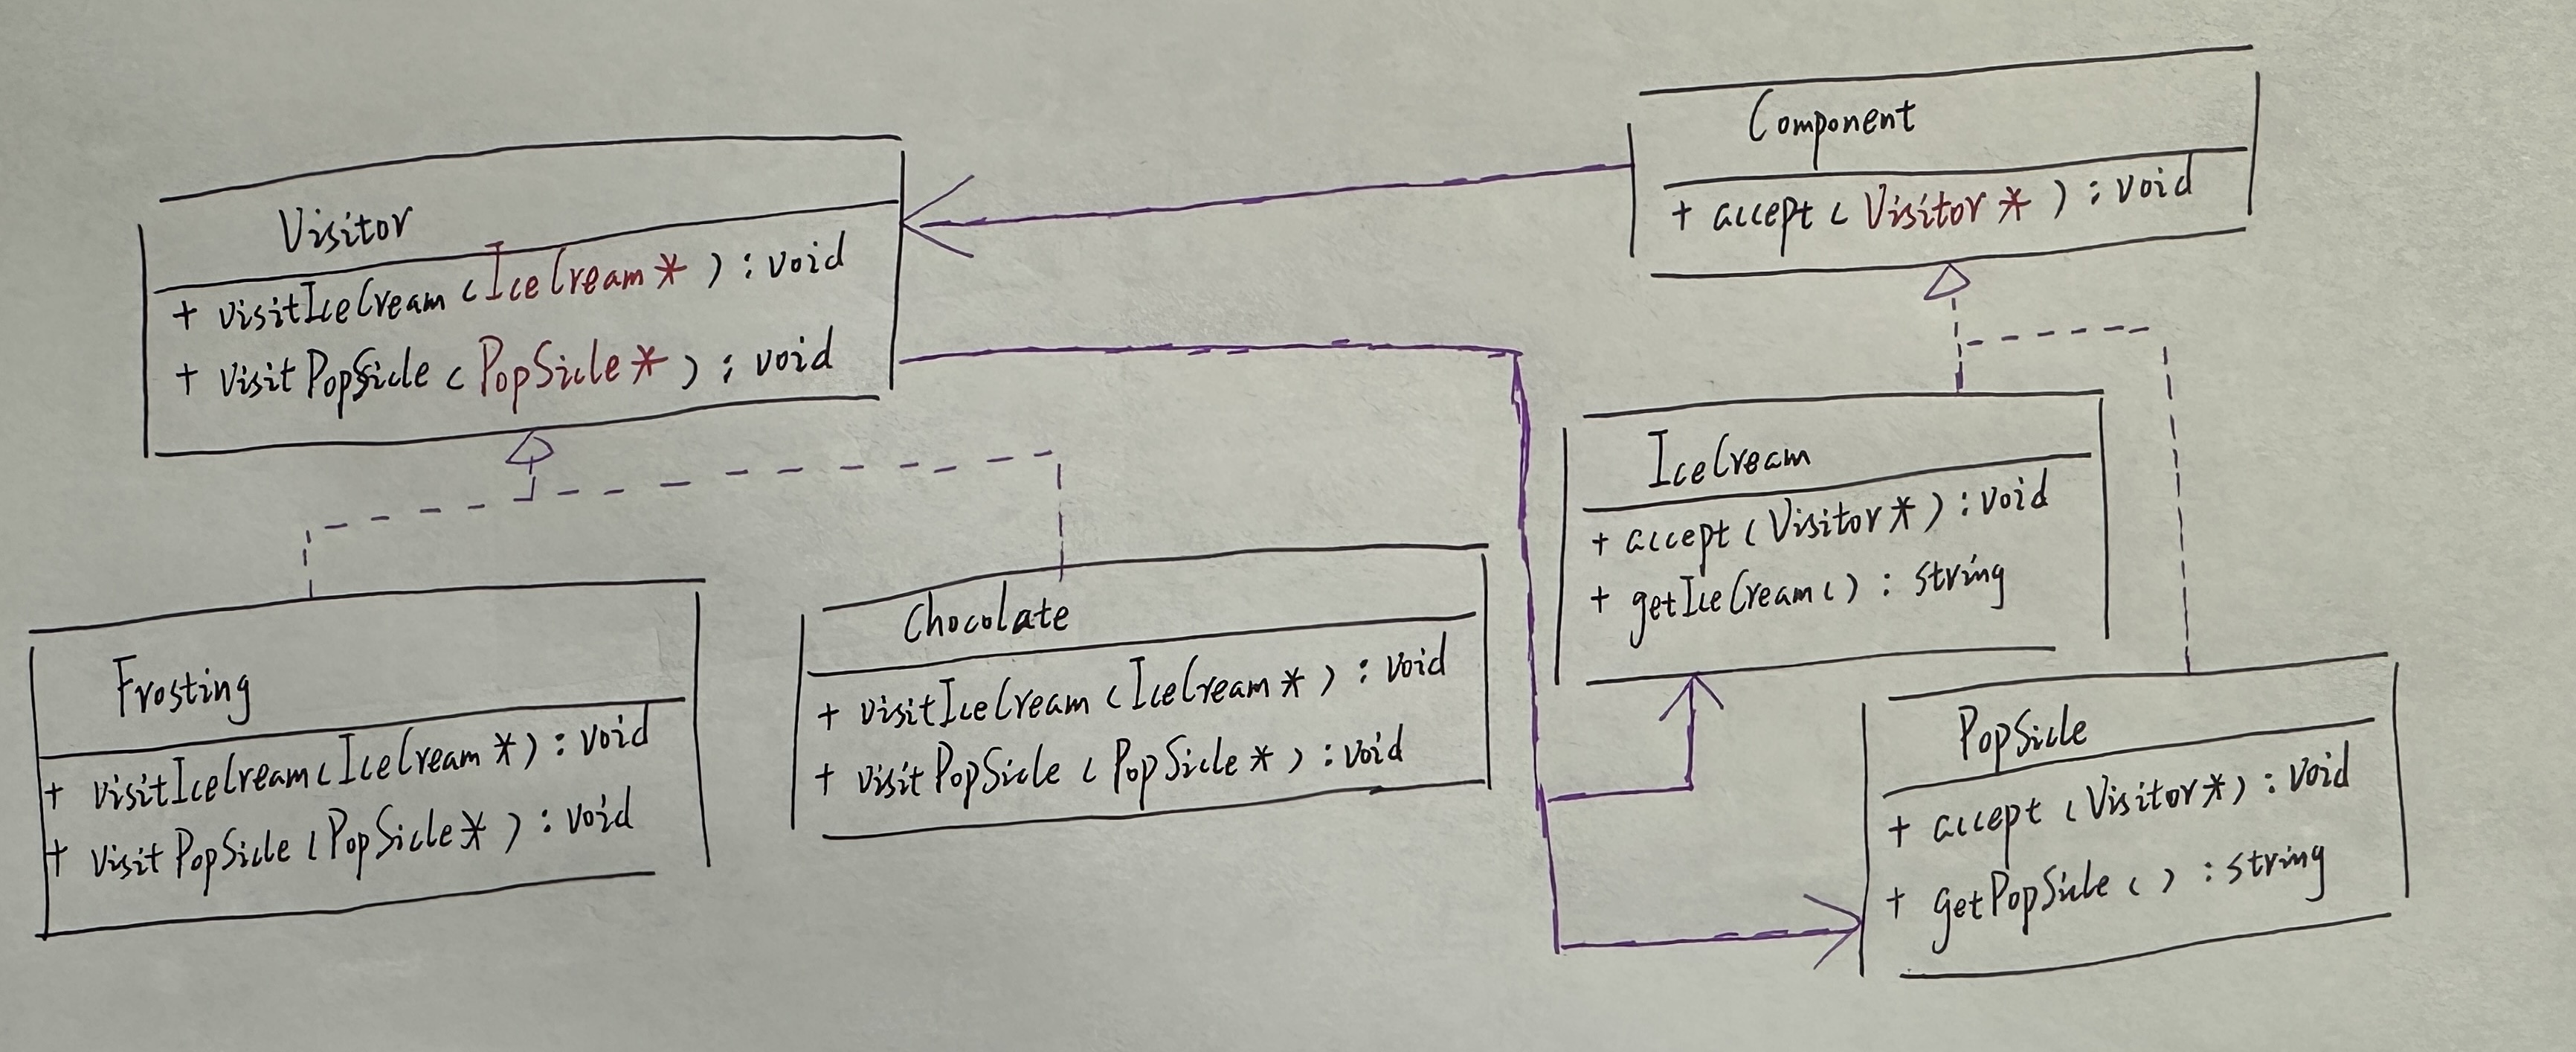 Visitor
+ visitIceCream (IceCream *) : void
+ visitPopSicle (PopSicle *) : void
Component
+ accept (Visitor *) : void
Frosting
+ visitIceCream (IceCream *) : void
+ visitPopSicle (PopSicle *) : void
Chocolate
+ visitIceCream (IceCream *) : void
+ visitPopSicle (PopSicle *) : void
IceCream
+ accept (Visitor *) : void
+ getIceCream () : string
PopSicle
+ accept (Visitor *) : void
+ getPopSicle () : string